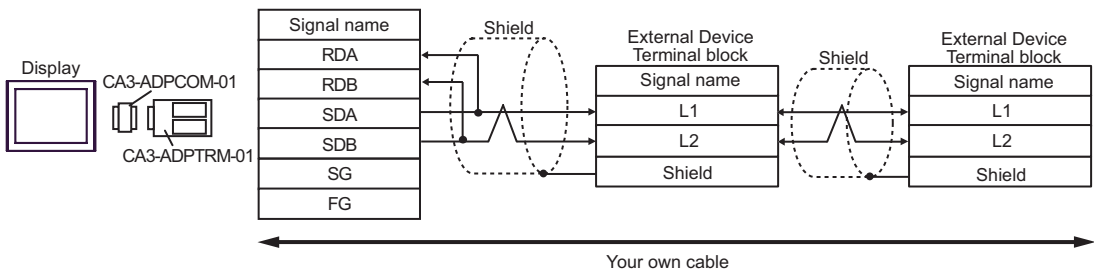 Display
CA3-ADPCOM-01
CA3-ADPTRM-01
Signal name
RDA
RDB
SDA
SDB
SG
FG
Shield
External Device
Terminal block
Signal name
L1
L2
Shield
Shield
External Device
Terminal block
Signal name
L1
L2
Shield
Your own cable